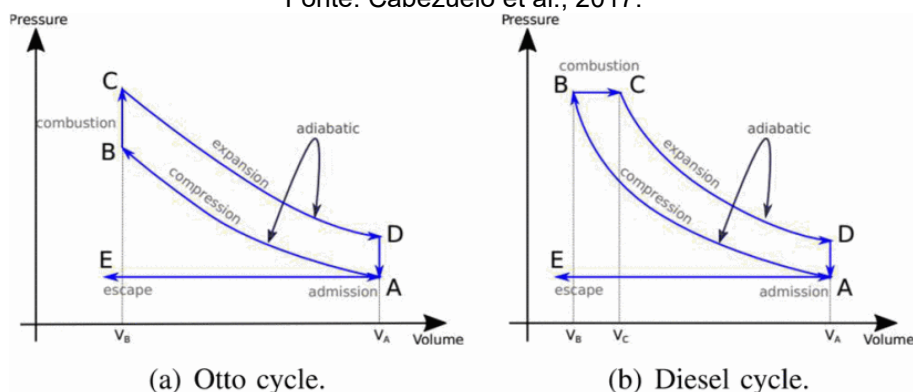 Fonte: Cabezuelo et al., 2017.
Pressure
C
combustion
B
expansion
compression
adiabatic
D
E
A
escape
admission
V_B
V_A
Volume
(a) Otto cycle.
Pressure
combustion
B
C
adiabatic
expansion
compression
D
E
A
escape
admission
V_B
V_C
V_A
Volume
(b) Diesel cycle.